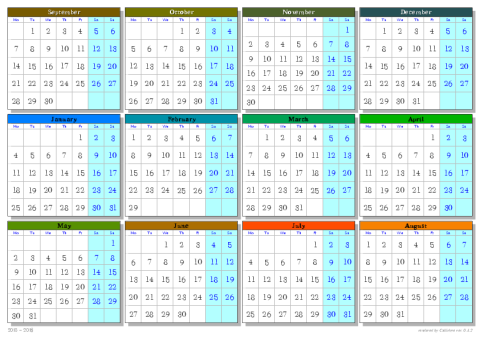 September
Mo Tu We Th Fr Sa Su
1 2 3 4 5 6
7 8 9 10 11 12 13
14 15 16 17 18 19 20
21 22 23 24 25 26 27
28 29 30
October
Mo Tu We Th Fr Sa Su
1 2 3 4
5 6 7 8 9 10 11
12 13 14 15 16 17 18
19 20 21 22 23 24 25
26 27 28 29 30 31
November
Mo Tu We Th Fr Sa Su
1
2 3 4 5 6 7 8
9 10 11 12 13 14 15
16 17 18 19 20 21 22
23 24 25 26 27 28 29
30
December
Mo Tu We Th Fr Sa Su
1 2 3 4 5 6
7 8 9 10 11 12 13
14 15 16 17 18 19 20
21 22 23 24 25 26 27
28 29 30 31
January
Mo Tu We Th Fr Sa Su
1 2 3
4 5 6 7 8 9 10
11 12 13 14 15 16 17
18 19 20 21 22 23 24
25 26 27 28 29 30 31
February
Mo Tu We Th Fr Sa Su
1 2 3 4 5 6 7
8 9 10 11 12 13 14
15 16 17 18 19 20 21
22 23 24 25 26 27 28
29
March
Mo Tu We Th Fr Sa Su
1 2 3 4 5 6
7 8 9 10 11 12 13
14 15 16 17 18 19 20
21 22 23 24 25 26 27
28 29 30 31
April
Mo Tu We Th Fr Sa Su
1 2 3
4 5 6 7 8 9 10
11 12 13 14 15 16 17
18 19 20 21 22 23 24
25 26 27 28 29 30
May
Mo Tu We Th Fr Sa Su
1
2 3 4 5 6 7 8
9 10 11 12 13 14 15
16 17 18 19 20 21 22
23 24 25 26 27 28 29
30 31
June
Mo Tu We Th Fr Sa Su
1 2 3 4 5
6 7 8 9 10 11 12
13 14 15 16 17 18 19
20 21 22 23 24 25 26
27 28 29 30
July
Mo Tu We Th Fr Sa Su
1 2 3
4 5 6 7 8 9 10
11 12 13 14 15 16 17
18 19 20 21 22 23 24
25 26 27 28 29 30 31
August
Mo Tu We Th Fr Sa Su
1 2 3 4 5 6 7
8 9 10 11 12 13 14
15 16 17 18 19 20 21
22 23 24 25 26 27 28
29 30 31
2015 - 2016